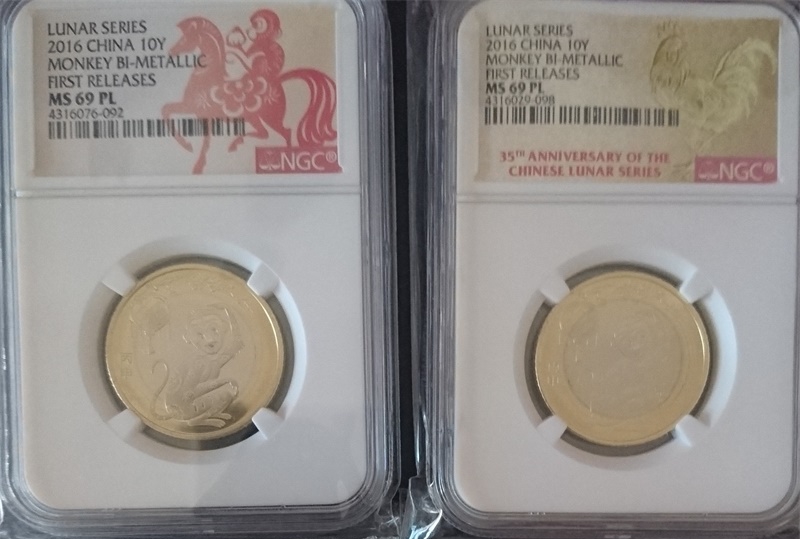 LUNAR SERIES
2016 CHINA 10Y
MONKEY BI-METALLIC
FIRST RELEASES
MS 69 PL
4316076-092
NGC®
LUNAR SERIES
2016 CHINA 10Y
MONKEY BI-METALLIC
FIRST RELEASES
MS 69 PL
4316029-098
35TH ANNIVERSARY OF THE
CHINESE LUNAR SERIES
NGC®